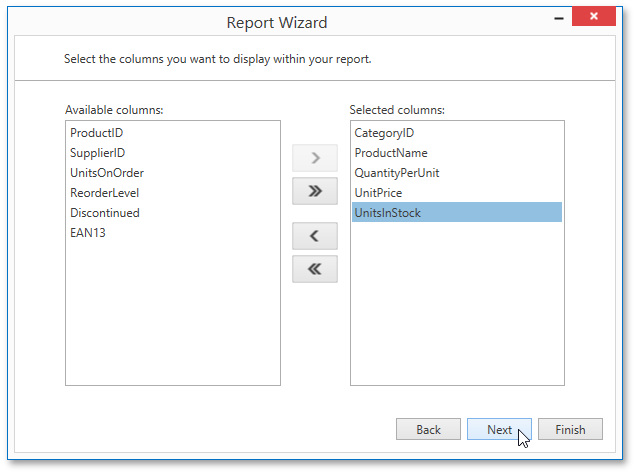 Report Wizard
Select the columns you want to display within your report.
Available columns:
ProductID
SupplierID
UnitsOnOrder
ReorderLevel
Discontinued
EAN13
Selected columns:
CategoryID
ProductName
QuantityPerUnit
UnitPrice
UnitsInStock
Back
Next
Finish